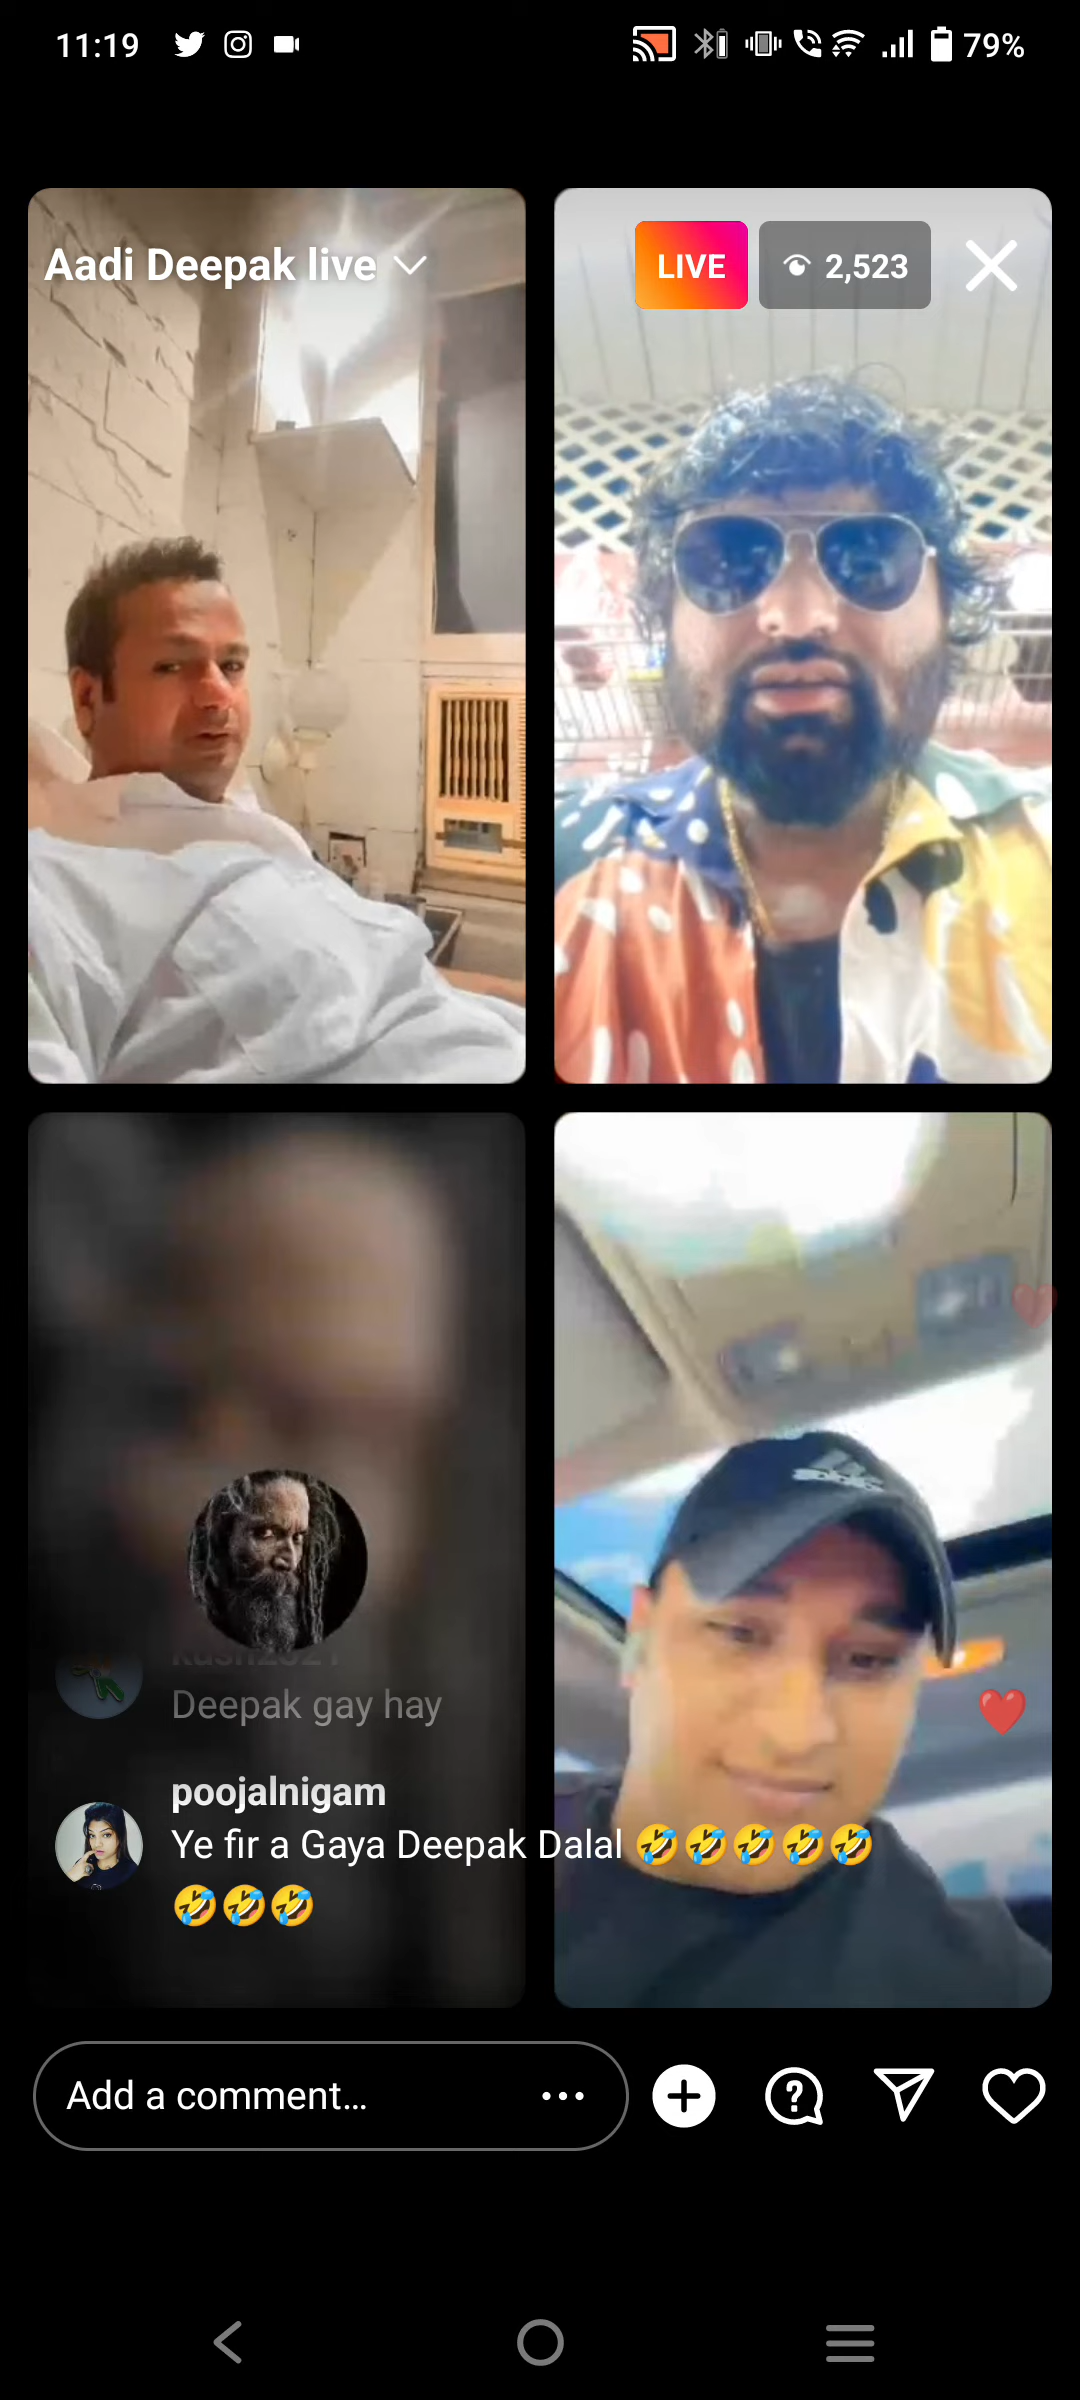 11:19
79%
Aadi Deepak live
LIVE
2,523
kush2321
Deepak gay hay
poojalnigam
Ye fir a Gaya Deepak Dalal 🤣🤣🤣🤣🤣
🤣🤣🤣
Add a comment...